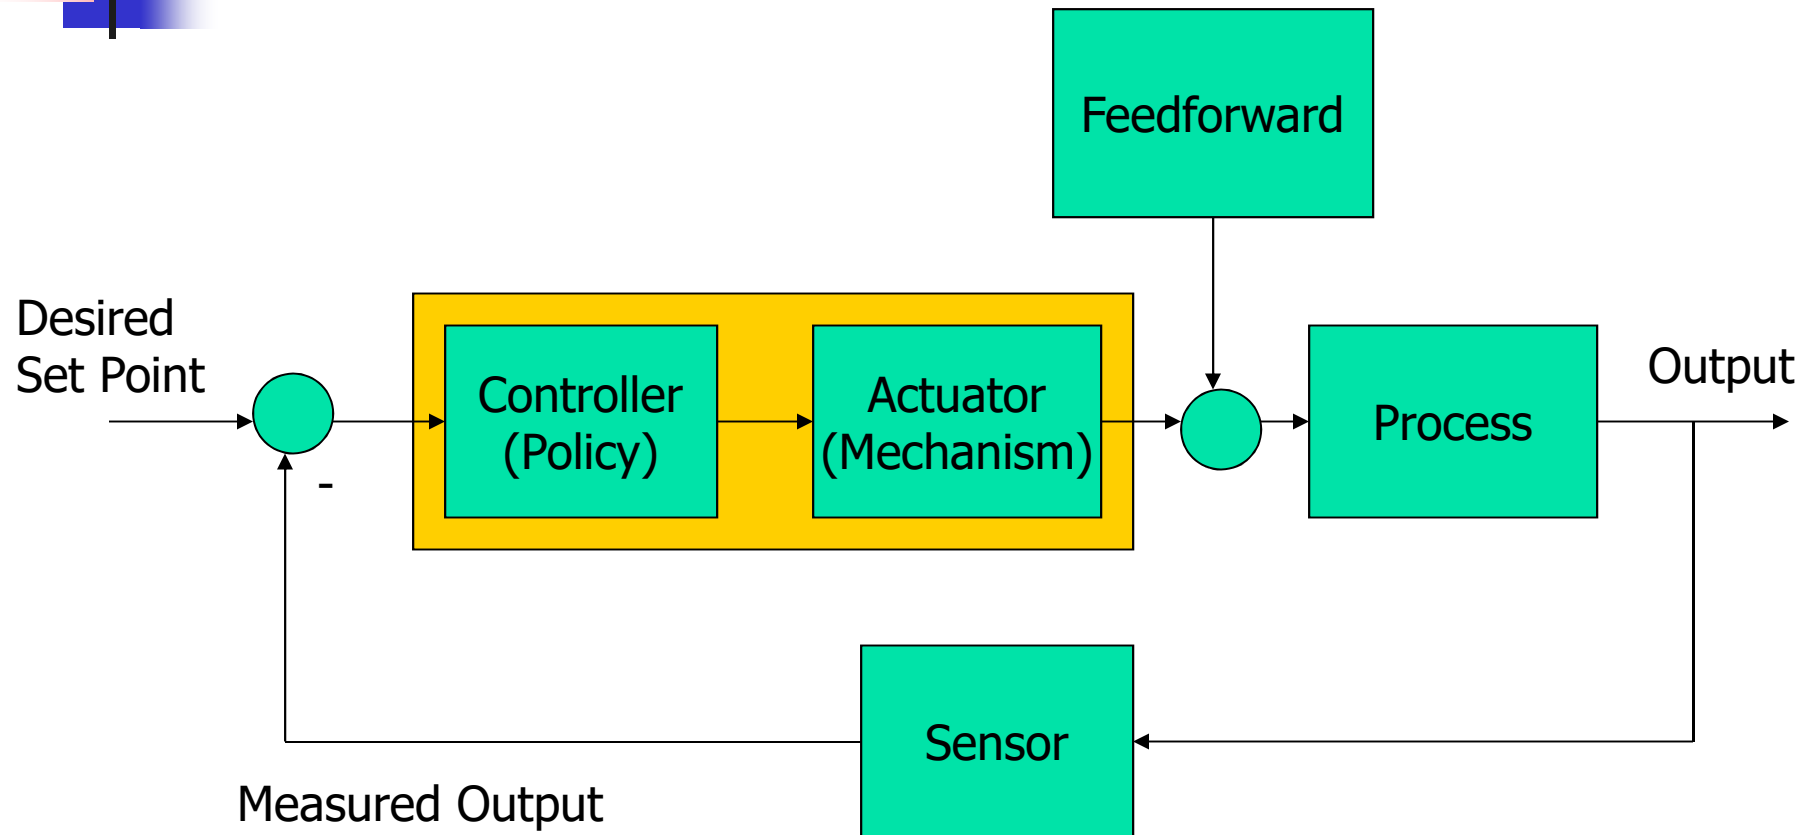 Feedforward
Desired
Set Point
Controller
(Policy)
Actuator
(Mechanism)
Process
Output
-
Sensor
Measured Output